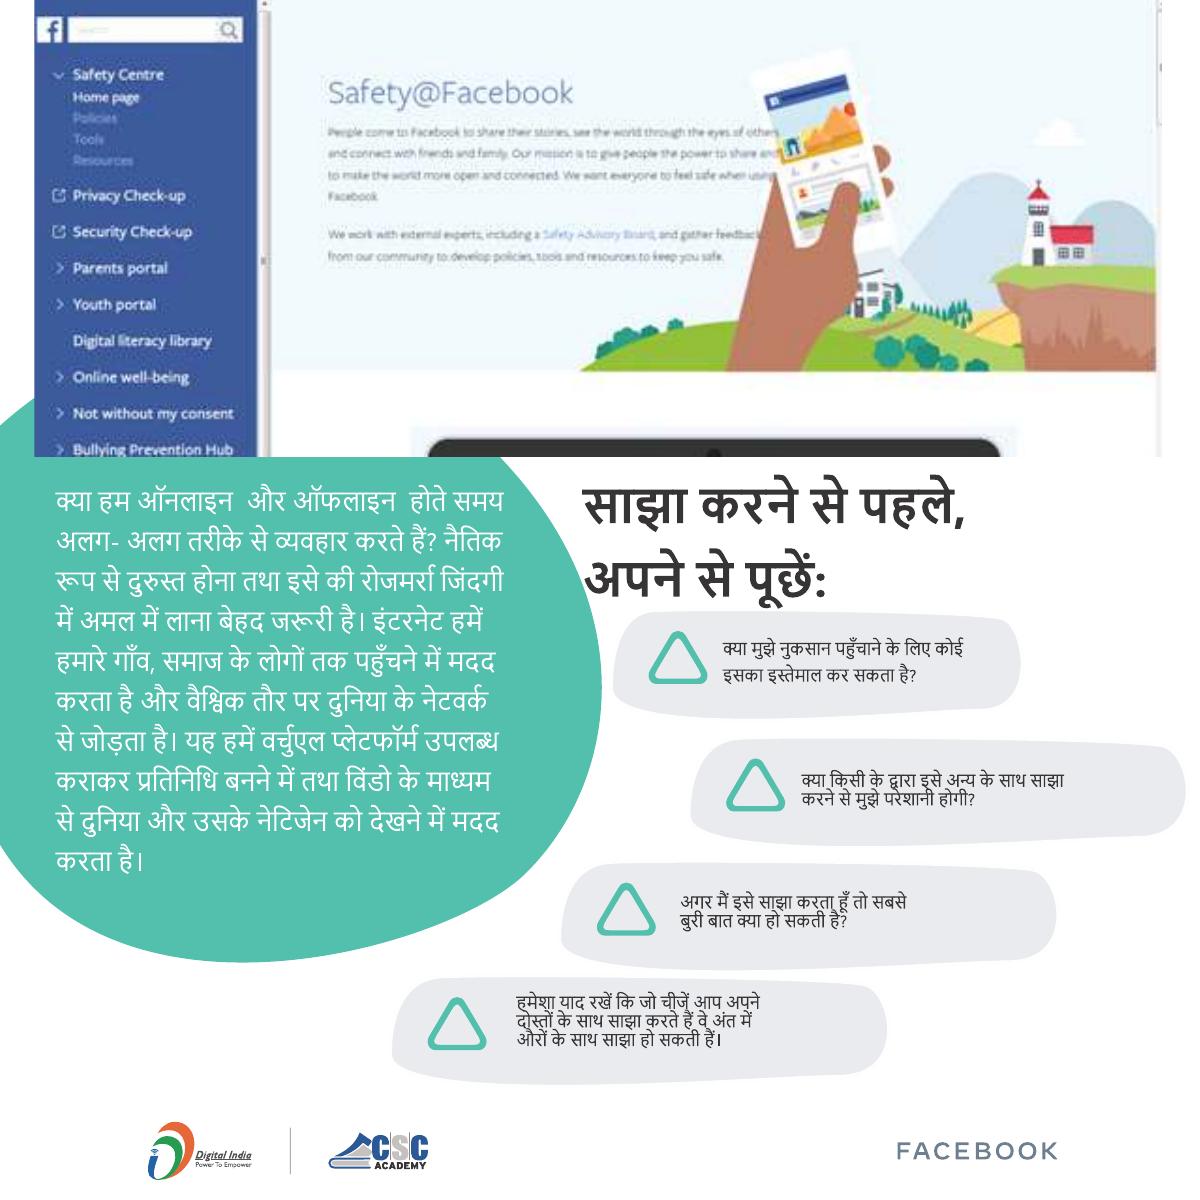 Safety Centre
Home page
Policies
Tools
Resources
Privacy Check-up
Security Check-up
Parents portal
Youth portal
Digital literacy library
Online well-being
Not without my consent
Bullying Prevention Hub
Safety@Facebook
People come to Facebook to share their stories, see the world through the eyes of others
and connect with friends and family. Our mission is to give people the power to share and
to make the world more open and connected. We want everyone to feel safe when using
Facebook
We work with external experts, including a Safety Advisory Board, and gather feedback
from our community to develop policies, tools and resources to keep you safe.
क्या हम ऑनलाइन और ऑफलाइन होते समय
अलग- अलग तरीके से व्यवहार करते हैं? नैतिक
रूप से दुरुस्त होना तथा इसे की रोजमर्रा जिंदगी
में अमल में लाना बेहद जरूरी है। इंटरनेट हमें
हमारे गाँव, समाज के लोगों तक पहुँचने में मदद
करता है और वैश्विक तौर पर दुनिया के नेटवर्क
से जोड़ता है। यह हमें वर्चुएल प्लेटफॉर्म उपलब्ध
कराकर प्रतिनिधि बनने में तथा विंडो के माध्यम
से दुनिया और उसके नेटिजेन को देखने में मदद
करता है।
साझा करने से पहले,
अपने से पूछें:
क्या मुझे नुकसान पहुँचाने के लिए कोई
इसका इस्तेमाल कर सकता है?
क्या किसी के द्वारा इसे अन्य के साथ साझा
करने से मुझे परेशानी होगी?
अगर मैं इसे साझा करता हूँ तो सबसे
बुरी बात क्या हो सकती है?
हमेशा याद रखें कि जो चीजें आप अपने
दोस्तों के साथ साझा करते हैं वे अंत में
औरों के साथ साझा हो सकती हैं।
Digital India
Power To Empower
CSC
ACADEMY
FACEBOOK